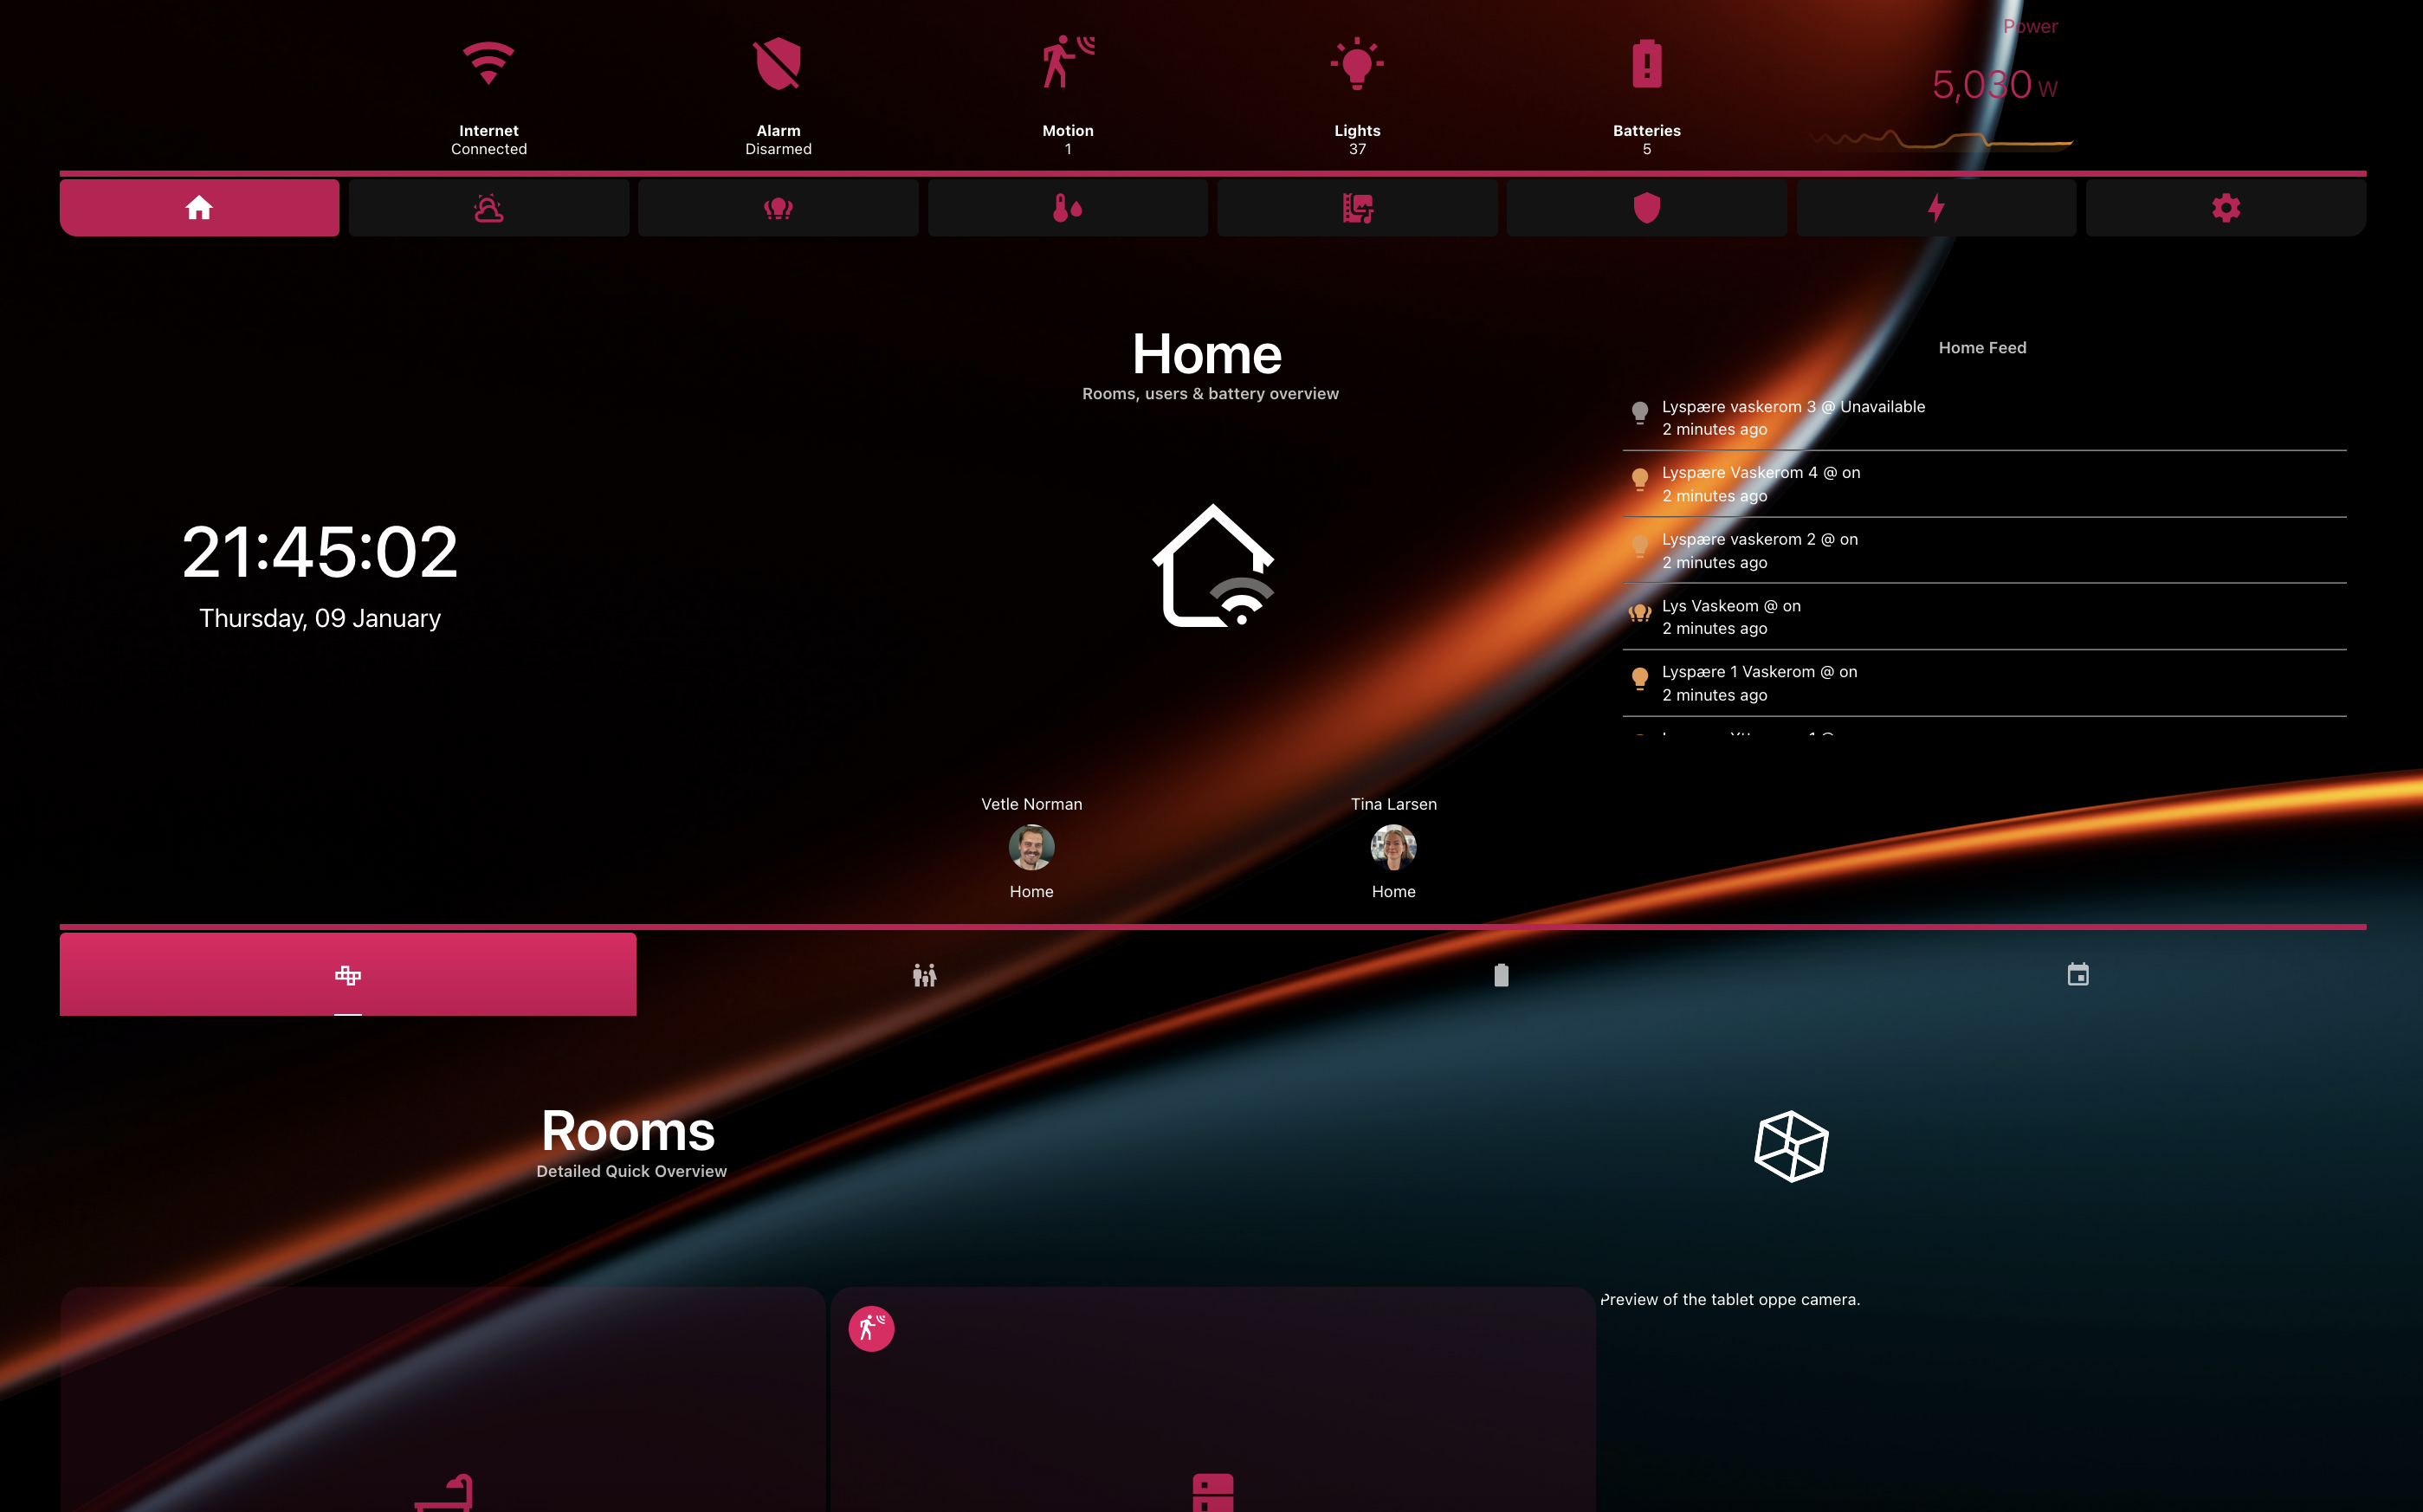 Power
5,030 W
Internet
Connected
Alarm
Disarmed
Motion
1
Lights
37
Batteries
5
Home
Rooms, users & battery overview
Home Feed
Lyspære vaskerom 3 @ Unavailable
2 minutes ago
Lyspære Vaskerom 4 @ on
2 minutes ago
Lyspære vaskerom 2 @ on
2 minutes ago
Lys Vaskeom @ on
2 minutes ago
Lyspære 1 Vaskerom @ on
2 minutes ago
21:45:02
Thursday, 09 January
Vetle Norman
Home
Tina Larsen
Home
Rooms
Detailed Quick Overview
Preview of the tablet oppe camera.